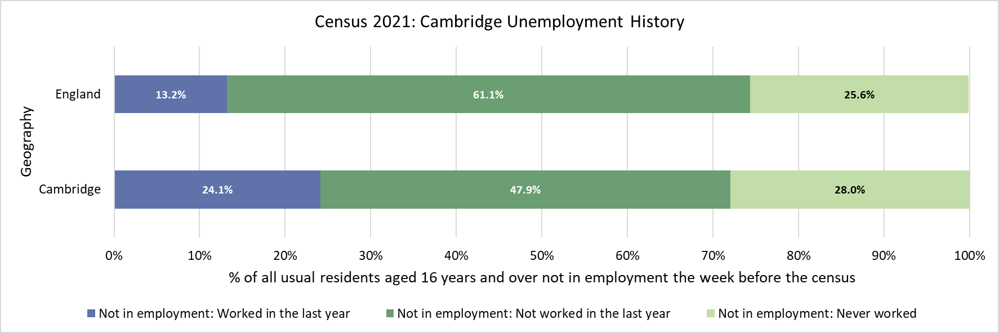 Census 2021: Cambridge Unemployment History
Geography
England
13.2%
61.1%
25.6%
Cambridge
24.1%
47.9%
28.0%
0%
10%
20%
30%
40%
50%
60%
70%
80%
90%
100%
% of all usual residents aged 16 years and over not in employment the week before the census
Not in employment: Worked in the last year
Not in employment: Not worked in the last year
Not in employment: Never worked